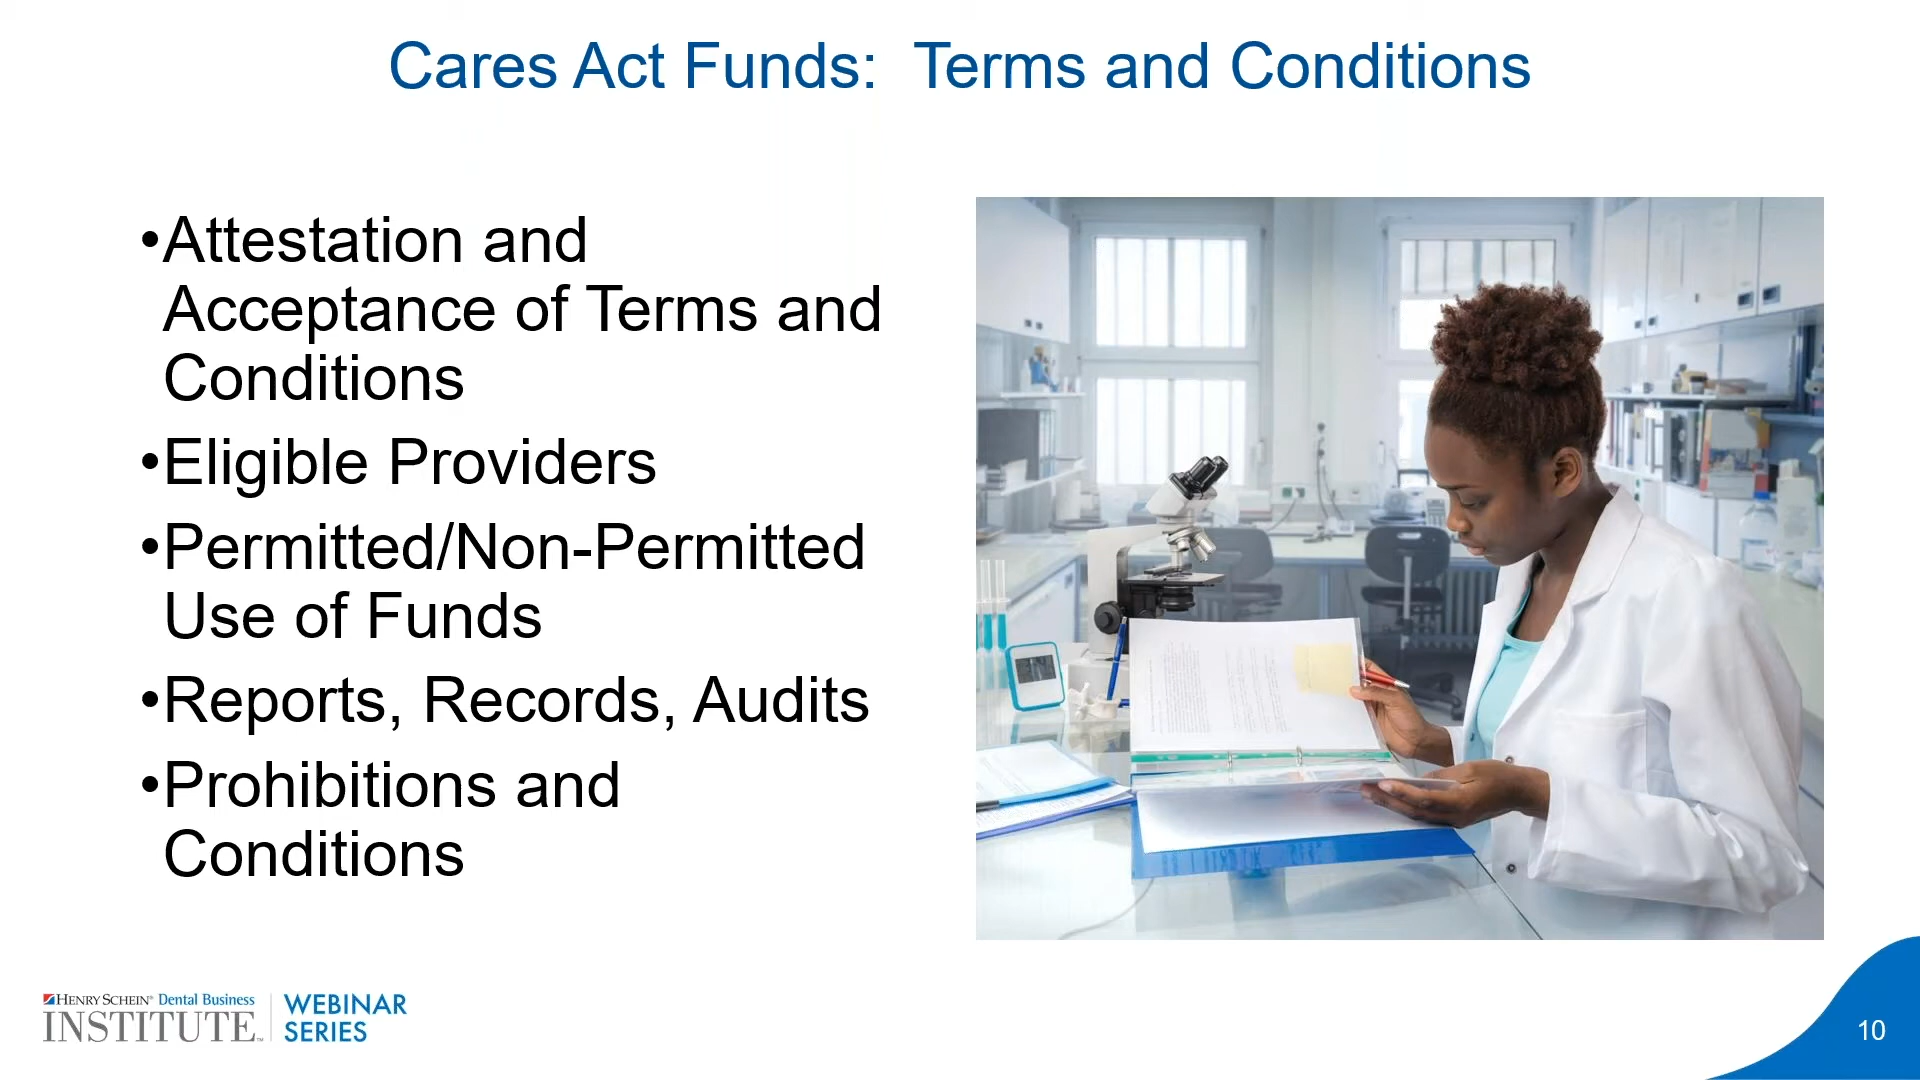 Cares Act Funds:  Terms and Conditions
•Attestation and
Acceptance of Terms and
Conditions
•Eligible Providers
•Permitted/Non-Permitted
Use of Funds
•Reports, Records, Audits
•Prohibitions and
Conditions
HENRY SCHEIN® Dental Business
INSTITUTE™
WEBINAR
SERIES
10